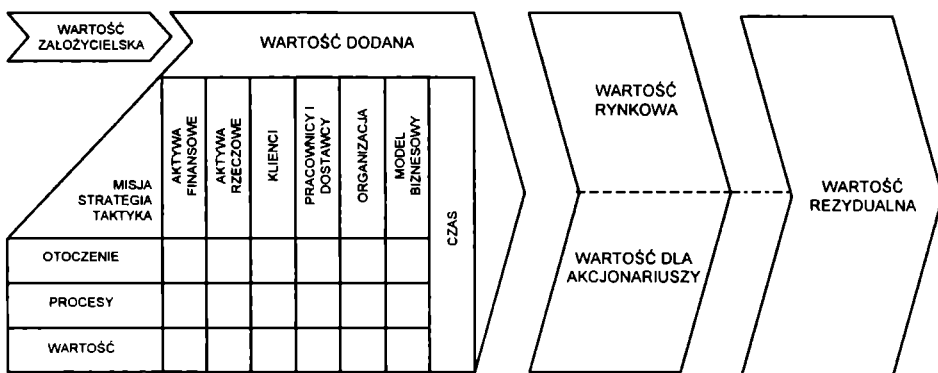 WARTOŚĆ
ZAŁOŻYCIELSKA
WARTOŚĆ DODANA
MISJA
STRATEGIA
TAKTYKA
AKTYWA
FINANSOWE
AKTYWA
RZECZOWE
KLIENCI
PRACOWNICY I
DOSTAWCY
ORGANIZACJA
MODEL
BIZNESOWY
CZAS
OTOCZENIE
PROCESY
WARTOŚĆ
WARTOŚĆ
RYNKOWA
WARTOŚĆ DLA
AKCJONARIUSZY
WARTOŚĆ
REZYDUALNA